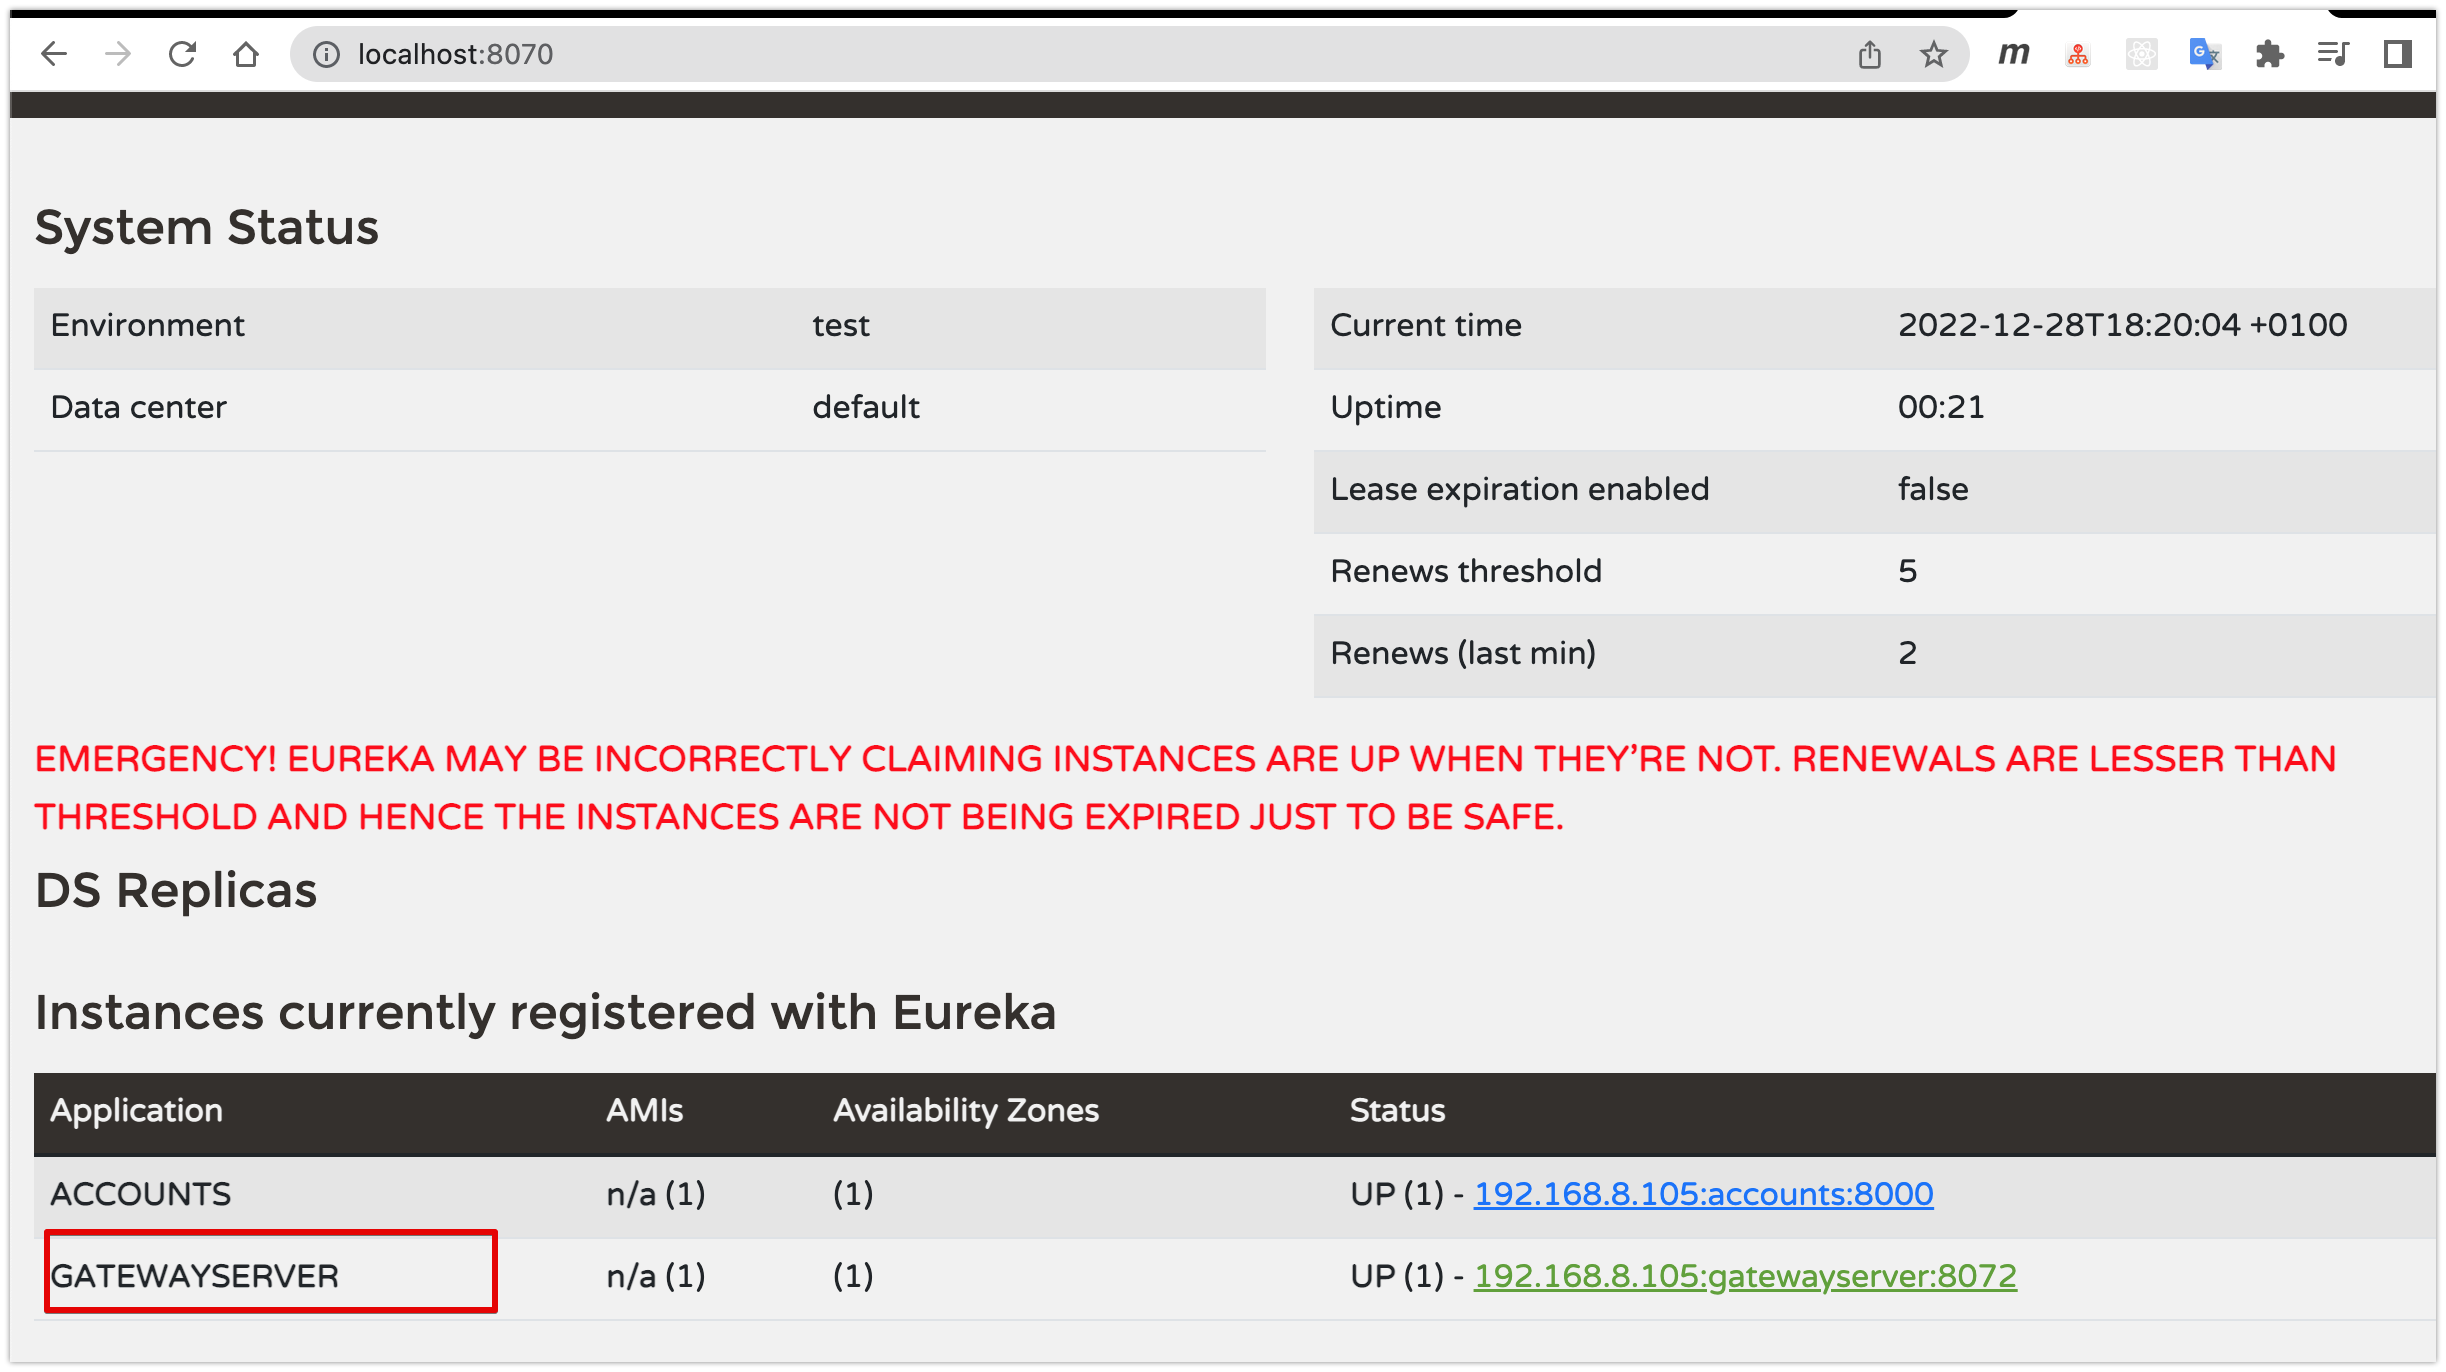 localhost:8070
System Status
Environment test
Data center default
Current time 2022-12-28T18:20:04 +0100
Uptime 00:21
Lease expiration enabled false
Renews threshold 5
Renews (last min) 2
EMERGENCY! EUREKA MAY BE INCORRECTLY CLAIMING INSTANCES ARE UP WHEN THEY’RE NOT. RENEWALS ARE LESSER THAN
THRESHOLD AND HENCE THE INSTANCES ARE NOT BEING EXPIRED JUST TO BE SAFE.
DS Replicas
Instances currently registered with Eureka
Application AMIs Availability Zones Status
ACCOUNTS n/a (1) (1) UP (1) - 192.168.8.105:accounts:8000
GATEWAYSERVER n/a (1) (1) UP (1) - 192.168.8.105:gatewayserver:8072